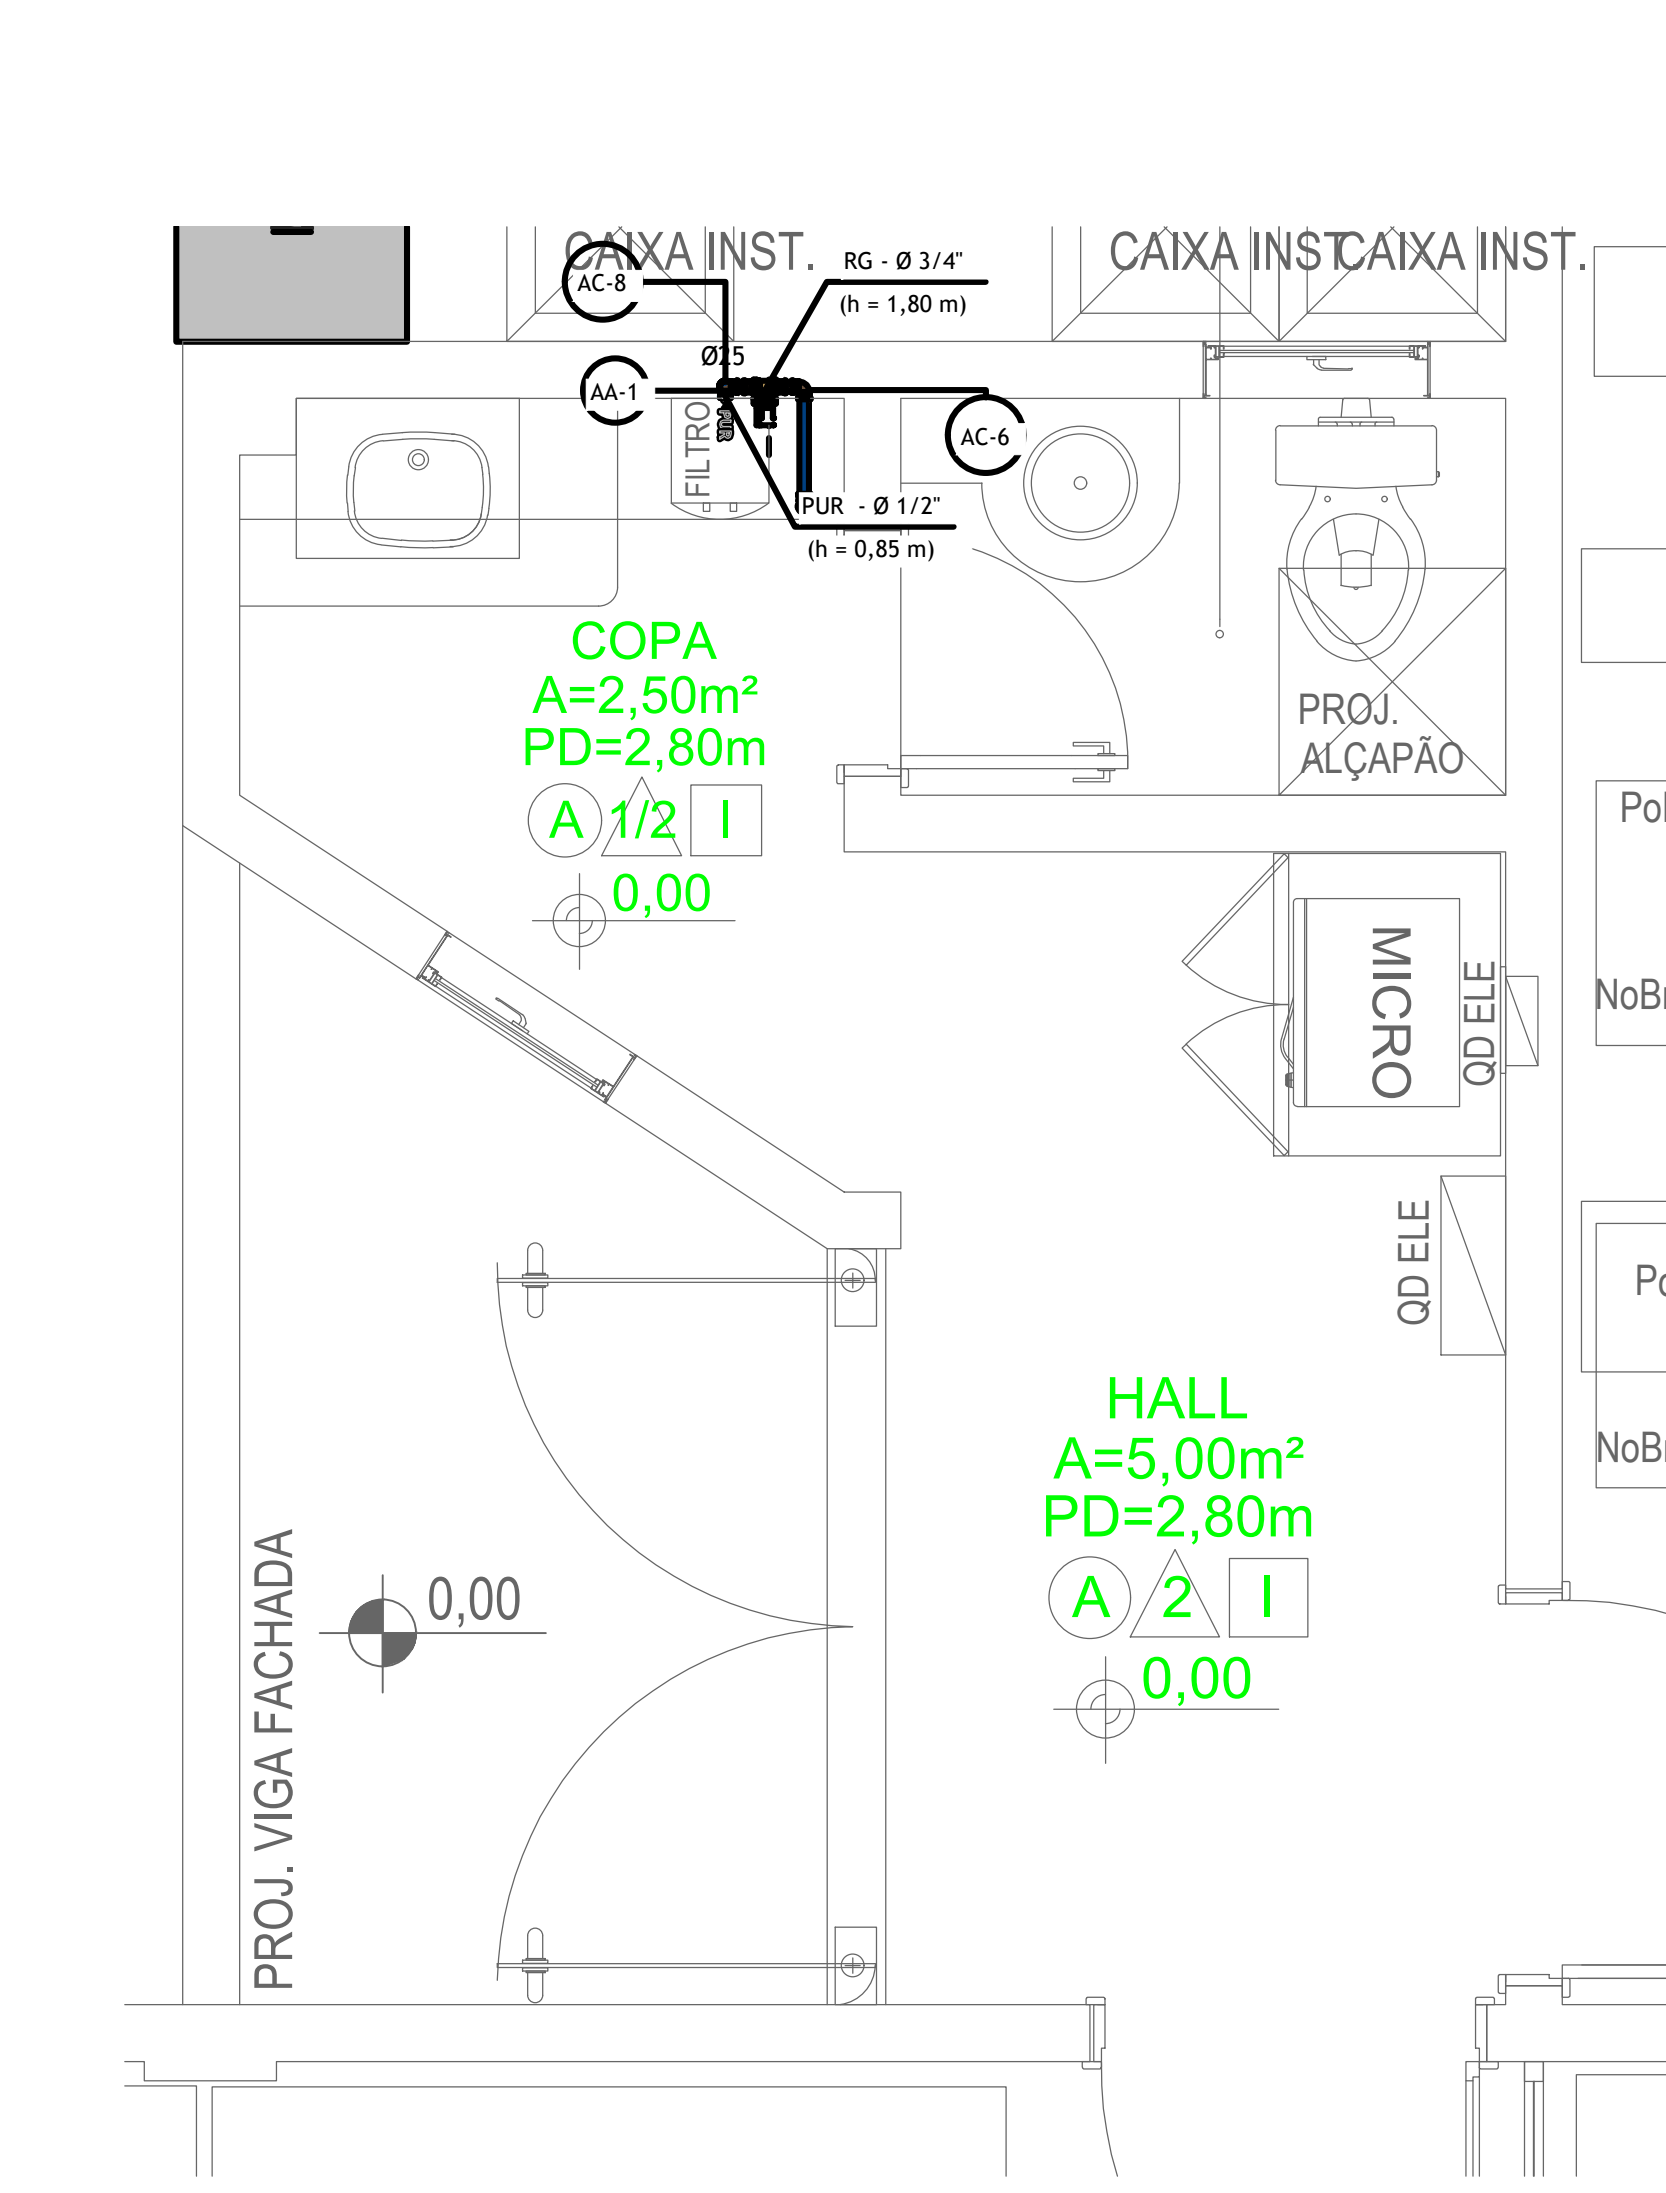 CAIXA INST.
CAIXA INST.
CAIXA INST.
AC-8
RG - Ø 3/4"
(h = 1,80 m)
Ø25
AA-1
FILTRO
PUR
AC-6
PUR - Ø 1/2"
(h = 0,85 m)
COPA
A=2,50m²
PD=2,80m
A 1/2 I
0,00
PROJ.
ALÇAPÃO
MICRO
QD ELE
QD ELE
HALL
A=5,00m²
PD=2,80m
A 2 I
0,00
PROJ. VIGA FACHADA
0,00